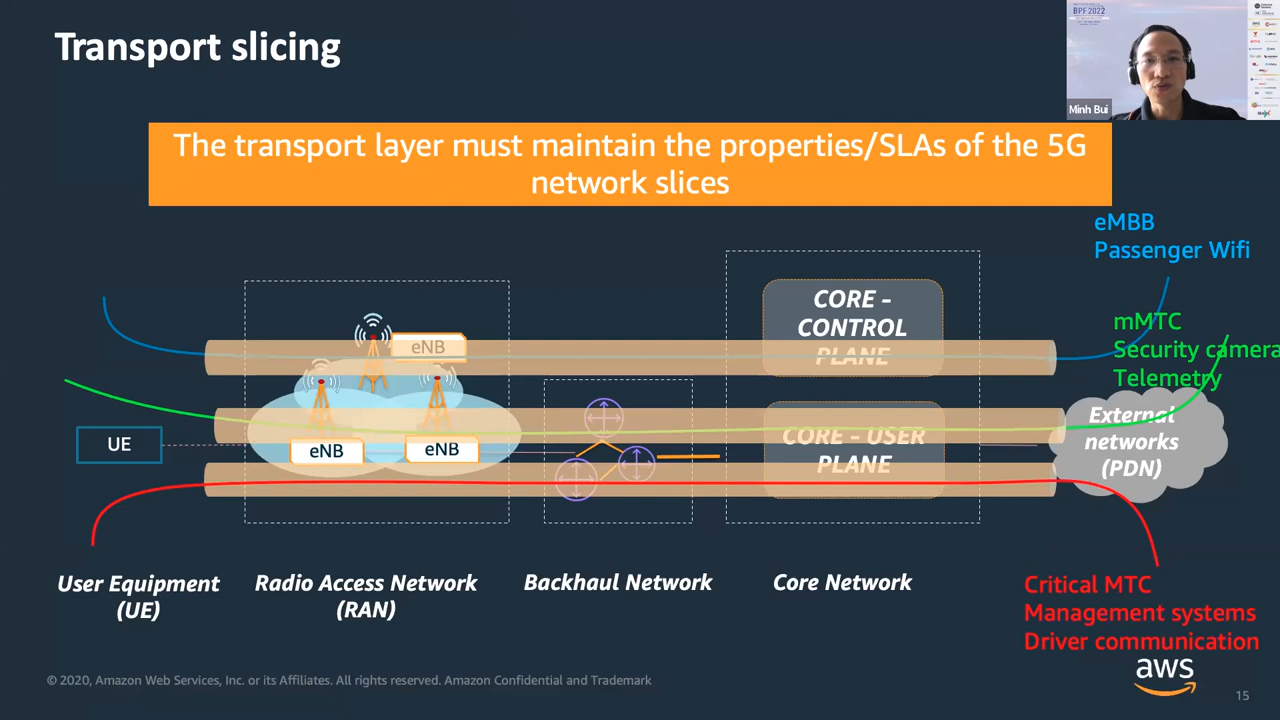 Transport slicing
BPF 2022
Minh Bui
The transport layer must maintain the properties/SLAs of the 5G
network slices
eMBB
Passenger Wifi
mMTC
Security camera
Telemetry
CORE -
CONTROL
PLANE
eNB
UE
eNB
eNB
CORE - USER
PLANE
External
networks
(PDN)
User Equipment
(UE)
Radio Access Network
(RAN)
Backhaul Network
Core Network
Critical MTC
Management systems
Driver communication
© 2020, Amazon Web Services, Inc. or its Affiliates. All rights reserved. Amazon Confidential and Trademark
aws
15